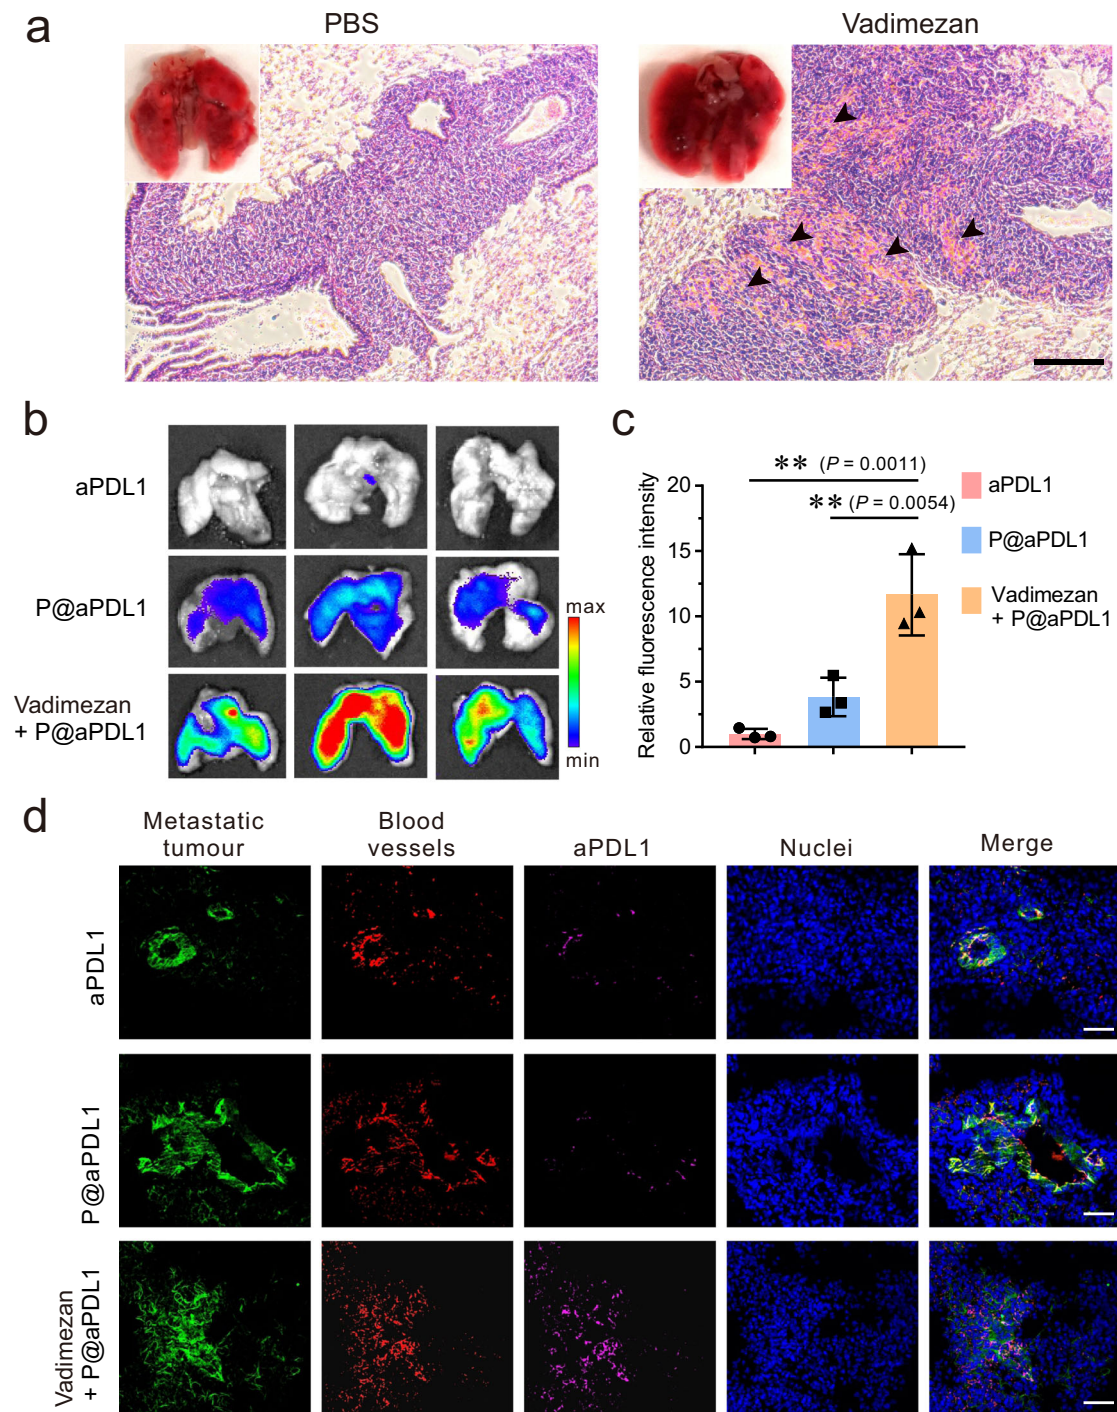 a
PBS
Vadimezan
b
aPDL1
P@aPDL1
Vadimezan
+ P@aPDL1
max
min
c
** (P = 0.0011)
** (P = 0.0054)
Relative fluorescence intensity
20
15
10
5
0
aPDL1
P@aPDL1
Vadimezan
+ P@aPDL1
d
Metastatic
tumour
Blood
vessels
aPDL1
Nuclei
Merge
aPDL1
P@aPDL1
Vadimezan
+ P@aPDL1